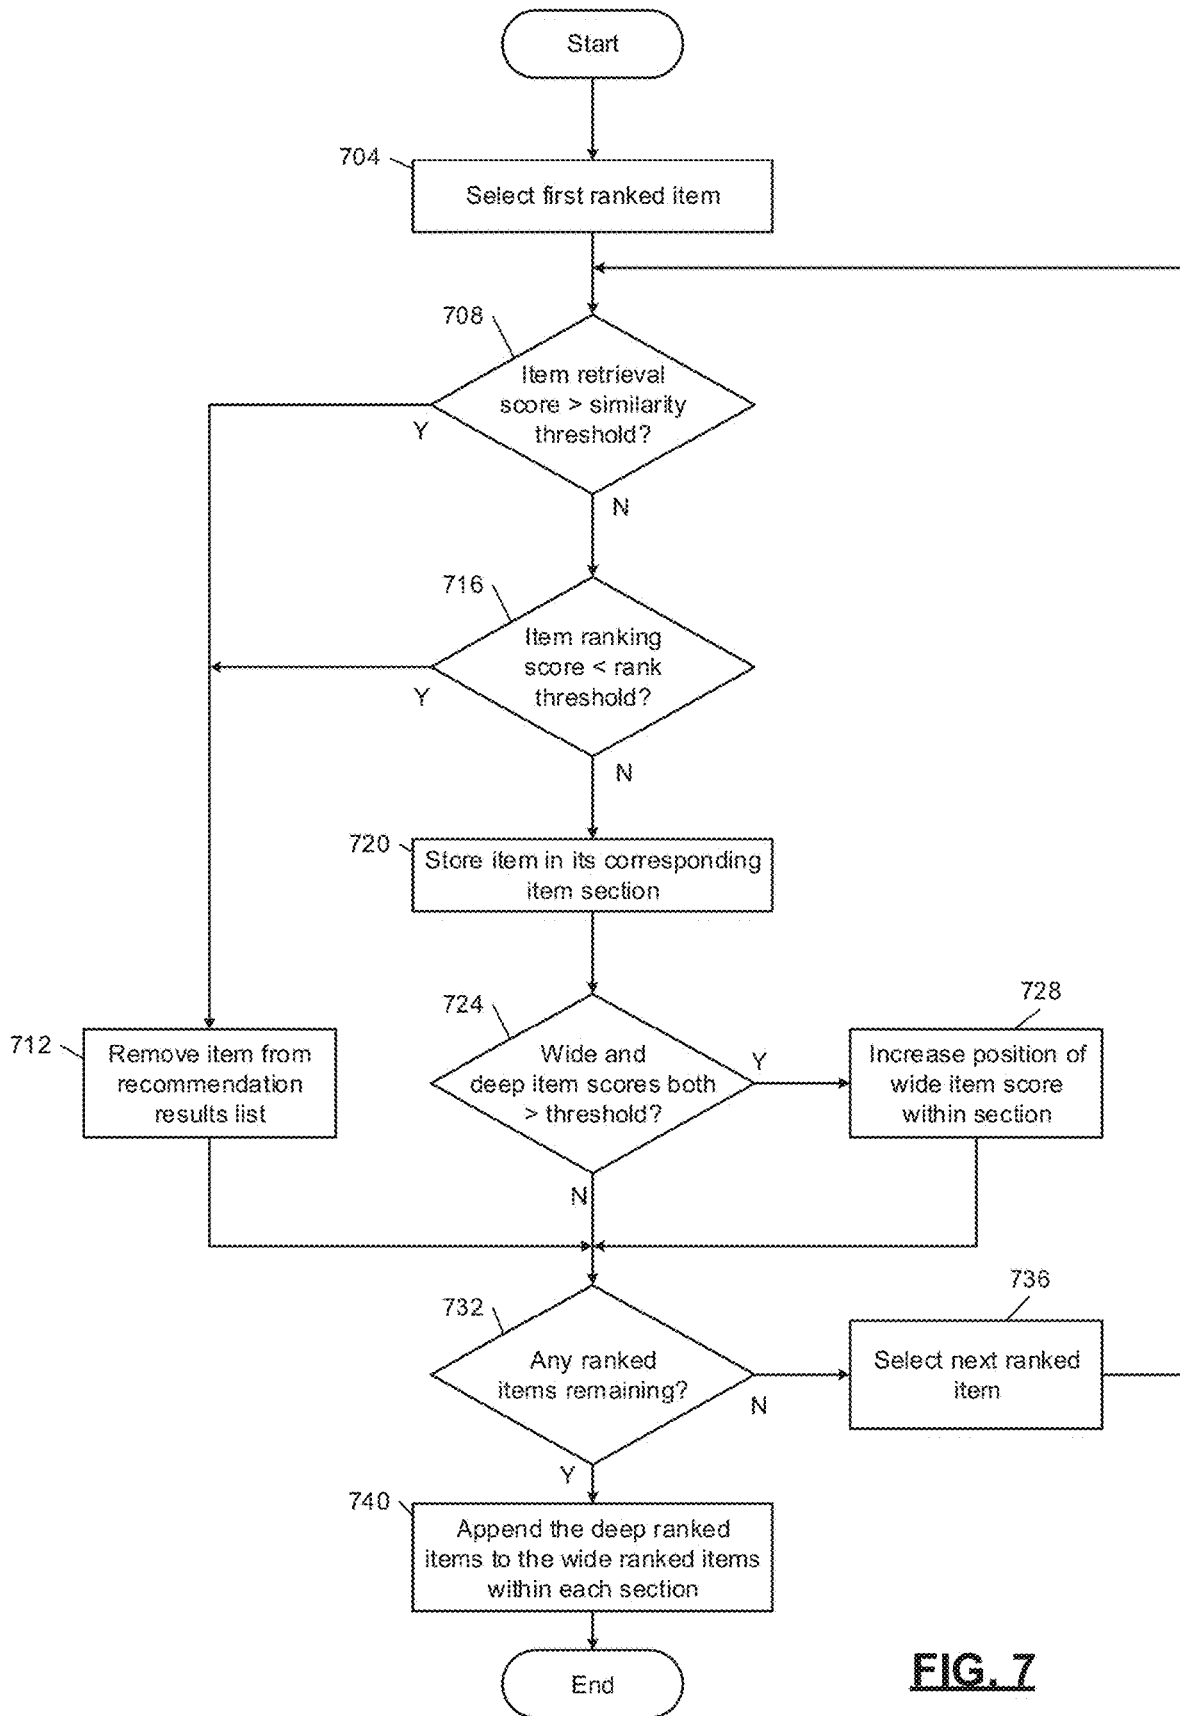 Start
704
Select first ranked item
708
Item retrieval
score > similarity
threshold?
Y
N
716
Item ranking
score < rank
threshold?
Y
N
720
Store item in its corresponding
item section
724
Wide and
deep item scores both
> threshold?
Y
N
728
Increase position of
wide item score
within section
712
Remove item from
recommendation
results list
732
Any ranked
items remaining?
N
Y
736
Select next ranked
item
740
Append the deep ranked
items to the wide ranked items
within each section
End
FIG. 7